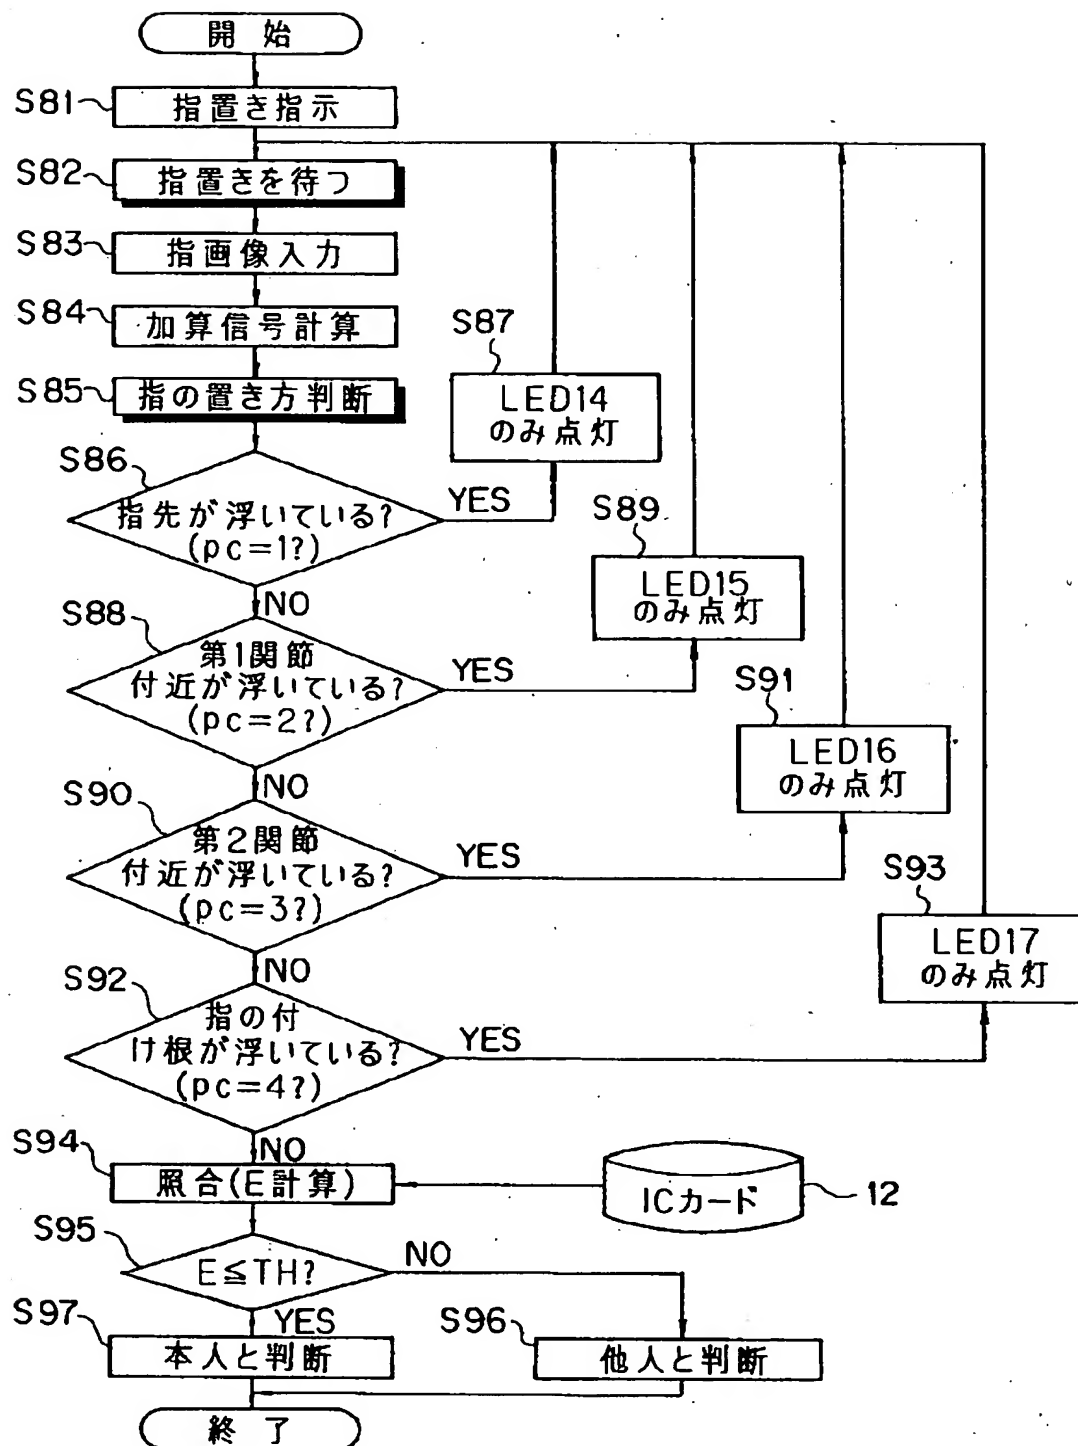 開始
S81
指置き指示
S82
指置きを待つ
S83
指画像入力
S84
加算信号計算
S85
指の置き方判断
S86
指先が浮いている?
(pc=1?)
YES
S87
LED14
のみ点灯
NO
S88
第1関節
付近が浮いている?
(pc=2?)
YES
S89
LED15
のみ点灯
NO
S90
第2関節
付近が浮いている?
(pc=3?)
YES
S91
LED16
のみ点灯
NO
S92
指の付
け根が浮いている?
(pc=4?)
YES
S93
LED17
のみ点灯
NO
S94
照合(E計算)
ICカード
12
S95
E≦TH?
NO
YES
S97
本人と判断
S96
他人と判断
終了